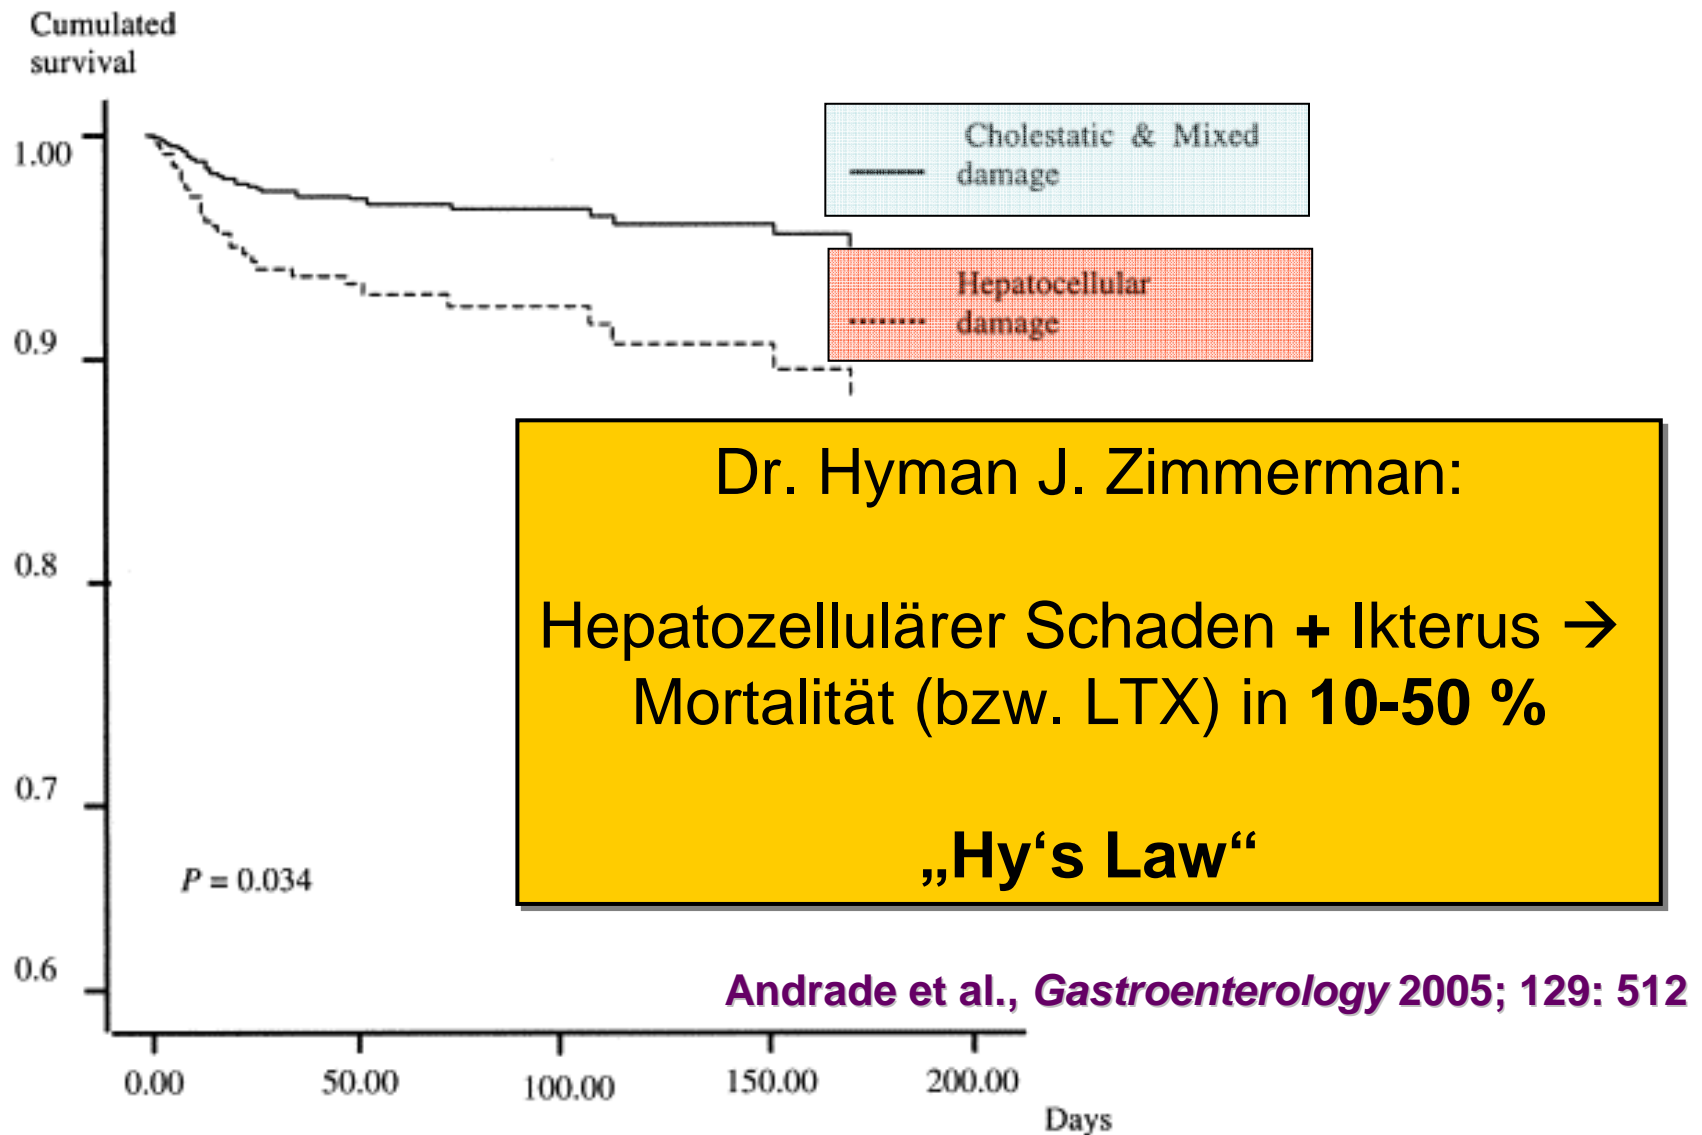 Cumulated
survival
1.00
0.9
0.8
0.7
0.6
Cholestatic & Mixed
damage
Hepatocellular
damage
Dr. Hyman J. Zimmerman:
Hepatozellulärer Schaden + Ikterus →
Mortalität (bzw. LTX) in 10-50 %
„Hy‘s Law“
P = 0.034
Andrade et al., Gastroenterology 2005; 129: 512
0.00 50.00 100.00 150.00 200.00
Days